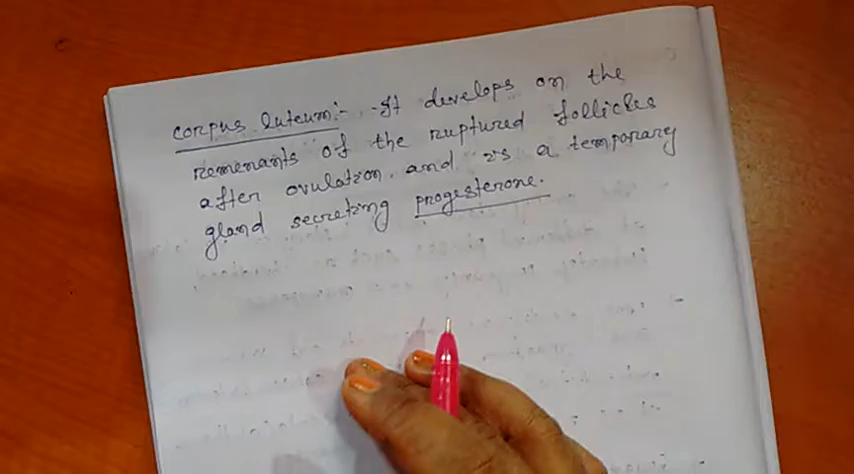 corpus luteum:- It develops on the
remenants of the ruptured follicles
after ovulation and is a temporary
gland secreting progesterone.